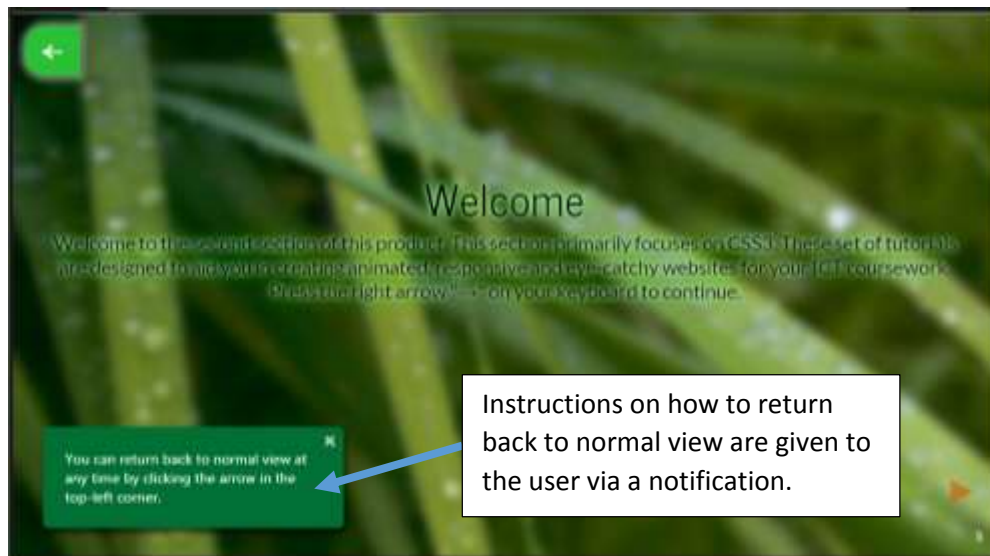 Welcome
Welcome to the second section of this product. This section primarily focuses on CSS3. These set of tutorials
are designed to aid you in creating animated, responsive and eye-catchy websites for your ICT coursework.
Press the right arrow on your keyboard to continue.
You can return back to normal view at
any time by clicking the arrow in the
top-left corner.
Instructions on how to return
back to normal view are given to
the user via a notification.